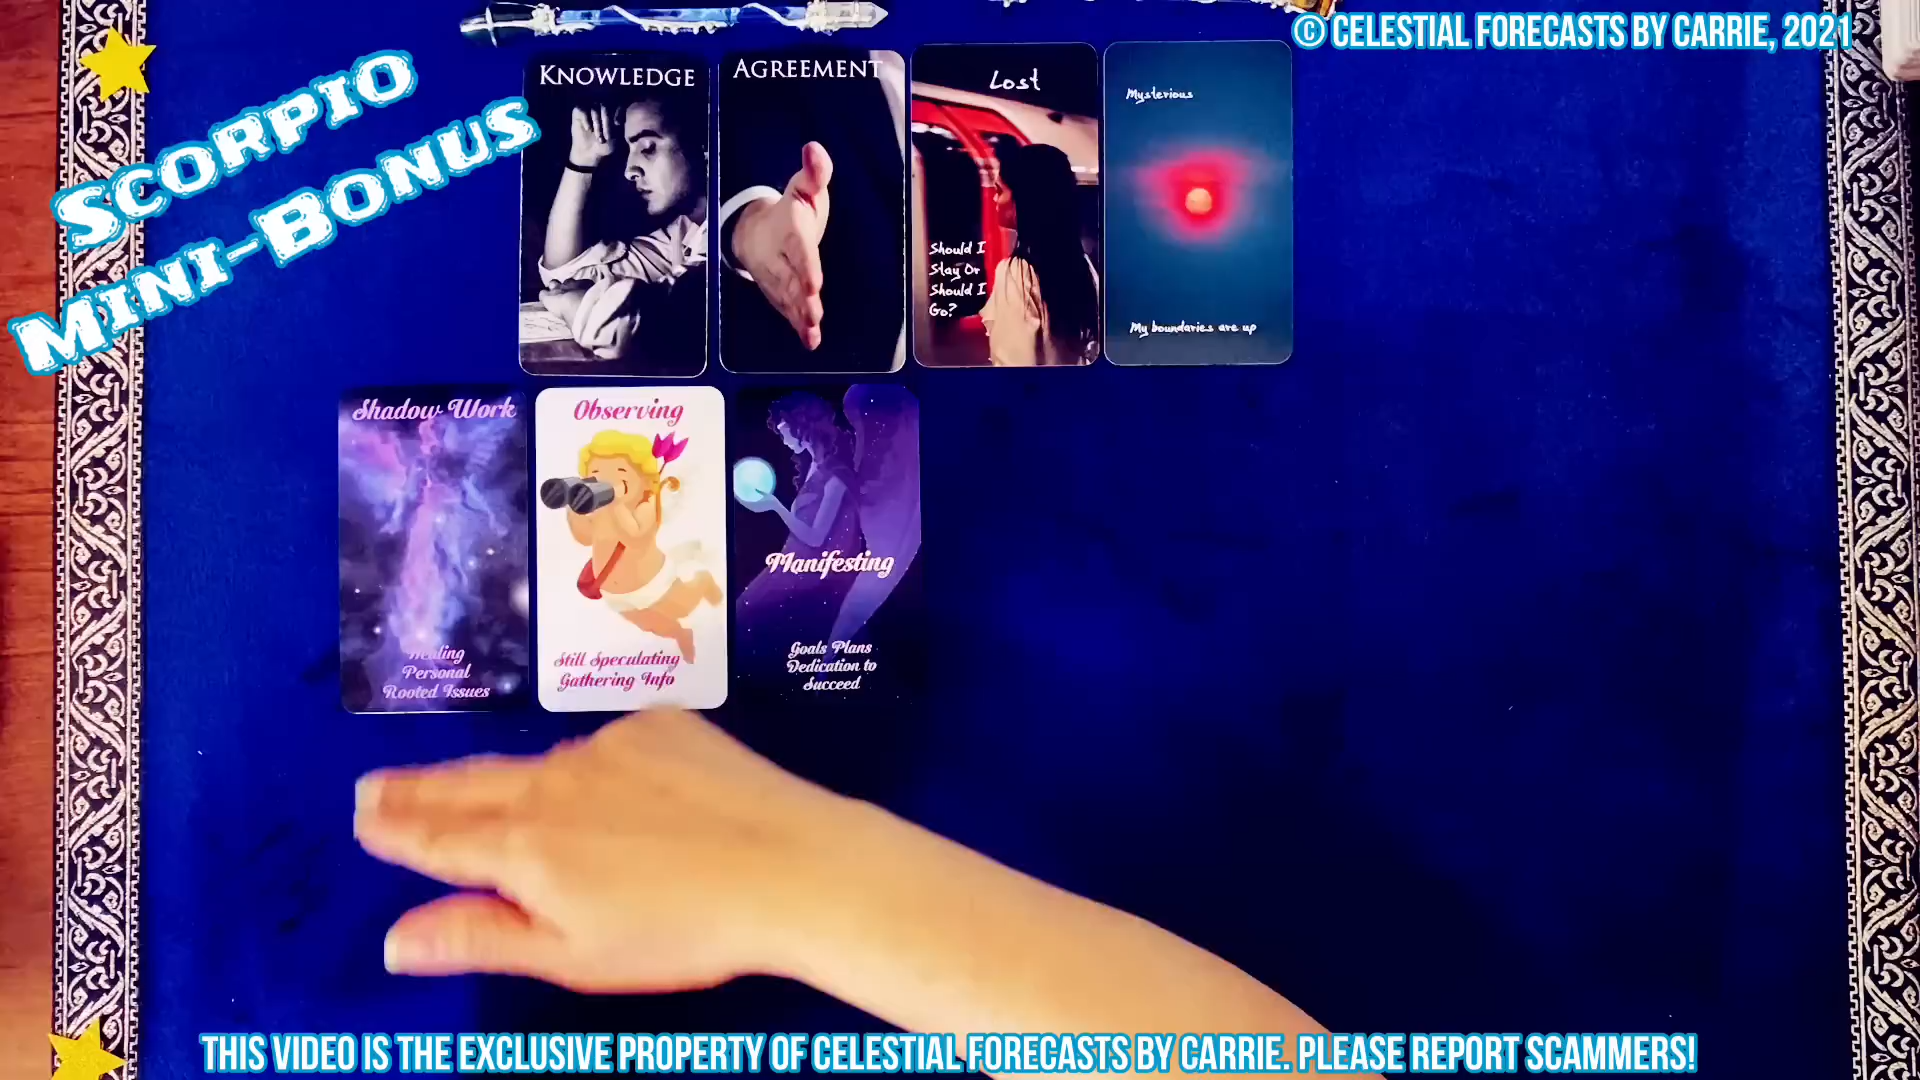 © CELESTIAL FORECASTS BY CARRIE, 2021
SCORPIO
MINI-BONUS
KNOWLEDGE
AGREEMENT
Lost
Should I
Stay Or
Should I
Go?
Mysterious
My boundaries are up
Shadow Work
Healing
Personal
Rooted Issues
Observing
Still Speculating
Gathering Info
Manifesting
Goals Plans
Dedication to
Succeed
THIS VIDEO IS THE EXCLUSIVE PROPERTY OF CELESTIAL FORECASTS BY CARRIE. PLEASE REPORT SCAMMERS!